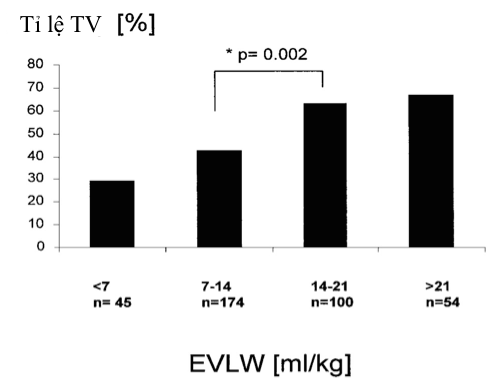 Tỉ lệ TV [%]
* p= 0.002
80
70
60
50
40
30
20
10
0
<7 7-14 14-21 >21
n= 45 n=174 n=100 n=54
EVLW [ml/kg]